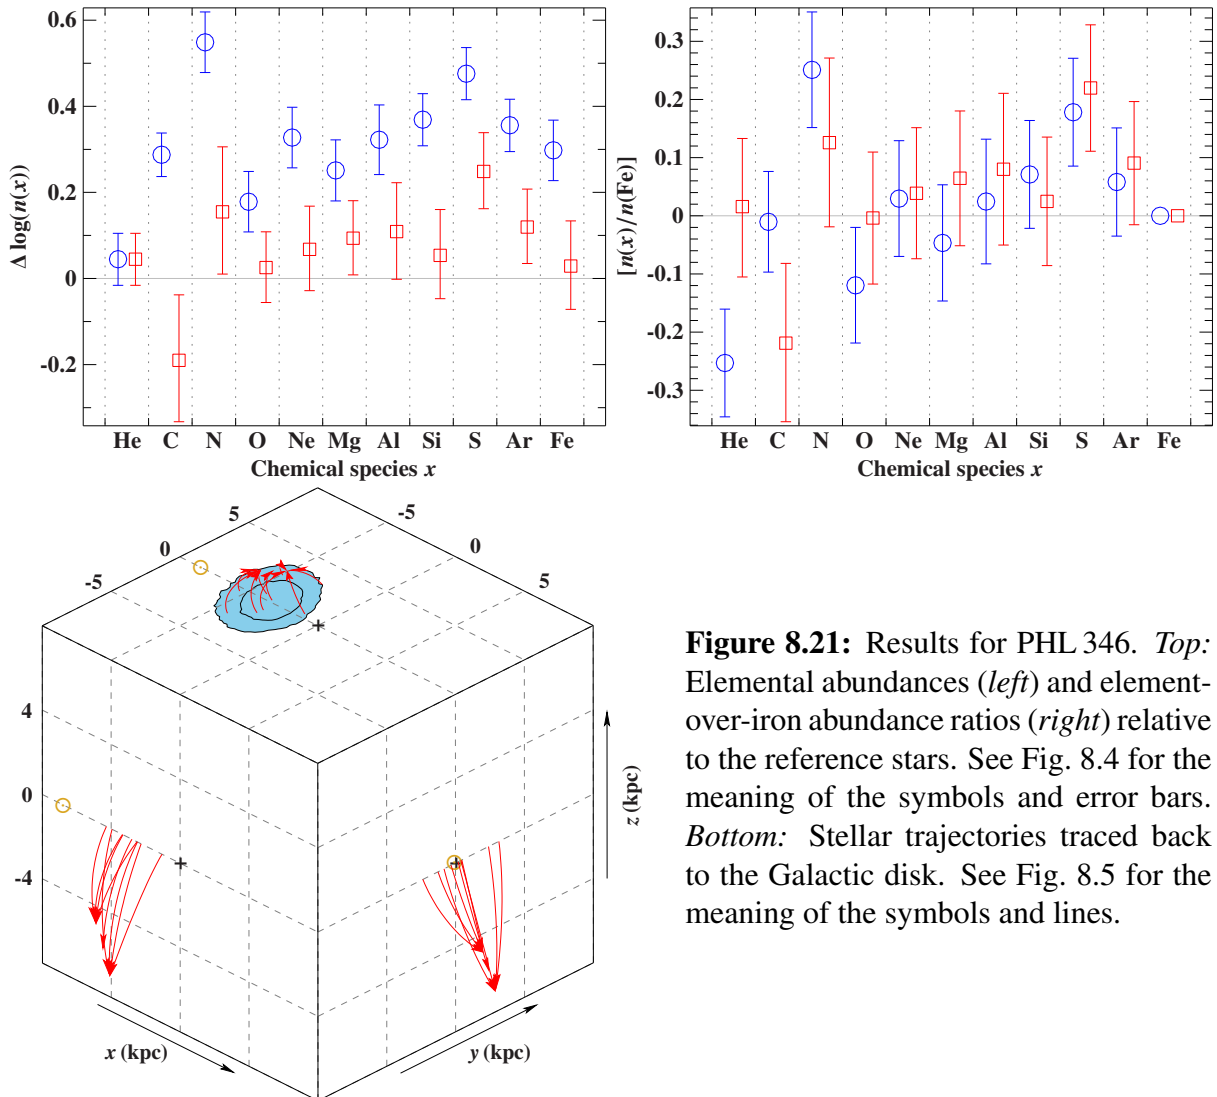 0.6
0.4
0.2
0
-0.2
Δ log(n(x))
He C N O Ne Mg Al Si S Ar Fe
Chemical species x
0.3
0.2
0.1
0
-0.1
-0.2
-0.3
[n(x)/n(Fe)]
He C N O Ne Mg Al Si S Ar Fe
Chemical species x
5
0
-5
-5
0
5
4
0
-4
z (kpc)
x (kpc)
y (kpc)
Figure 8.21: Results for PHL 346. Top:
Elemental abundances (left) and element-
over-iron abundance ratios (right) relative
to the reference stars. See Fig. 8.4 for the
meaning of the symbols and error bars.
Bottom: Stellar trajectories traced back
to the Galactic disk. See Fig. 8.5 for the
meaning of the symbols and lines.